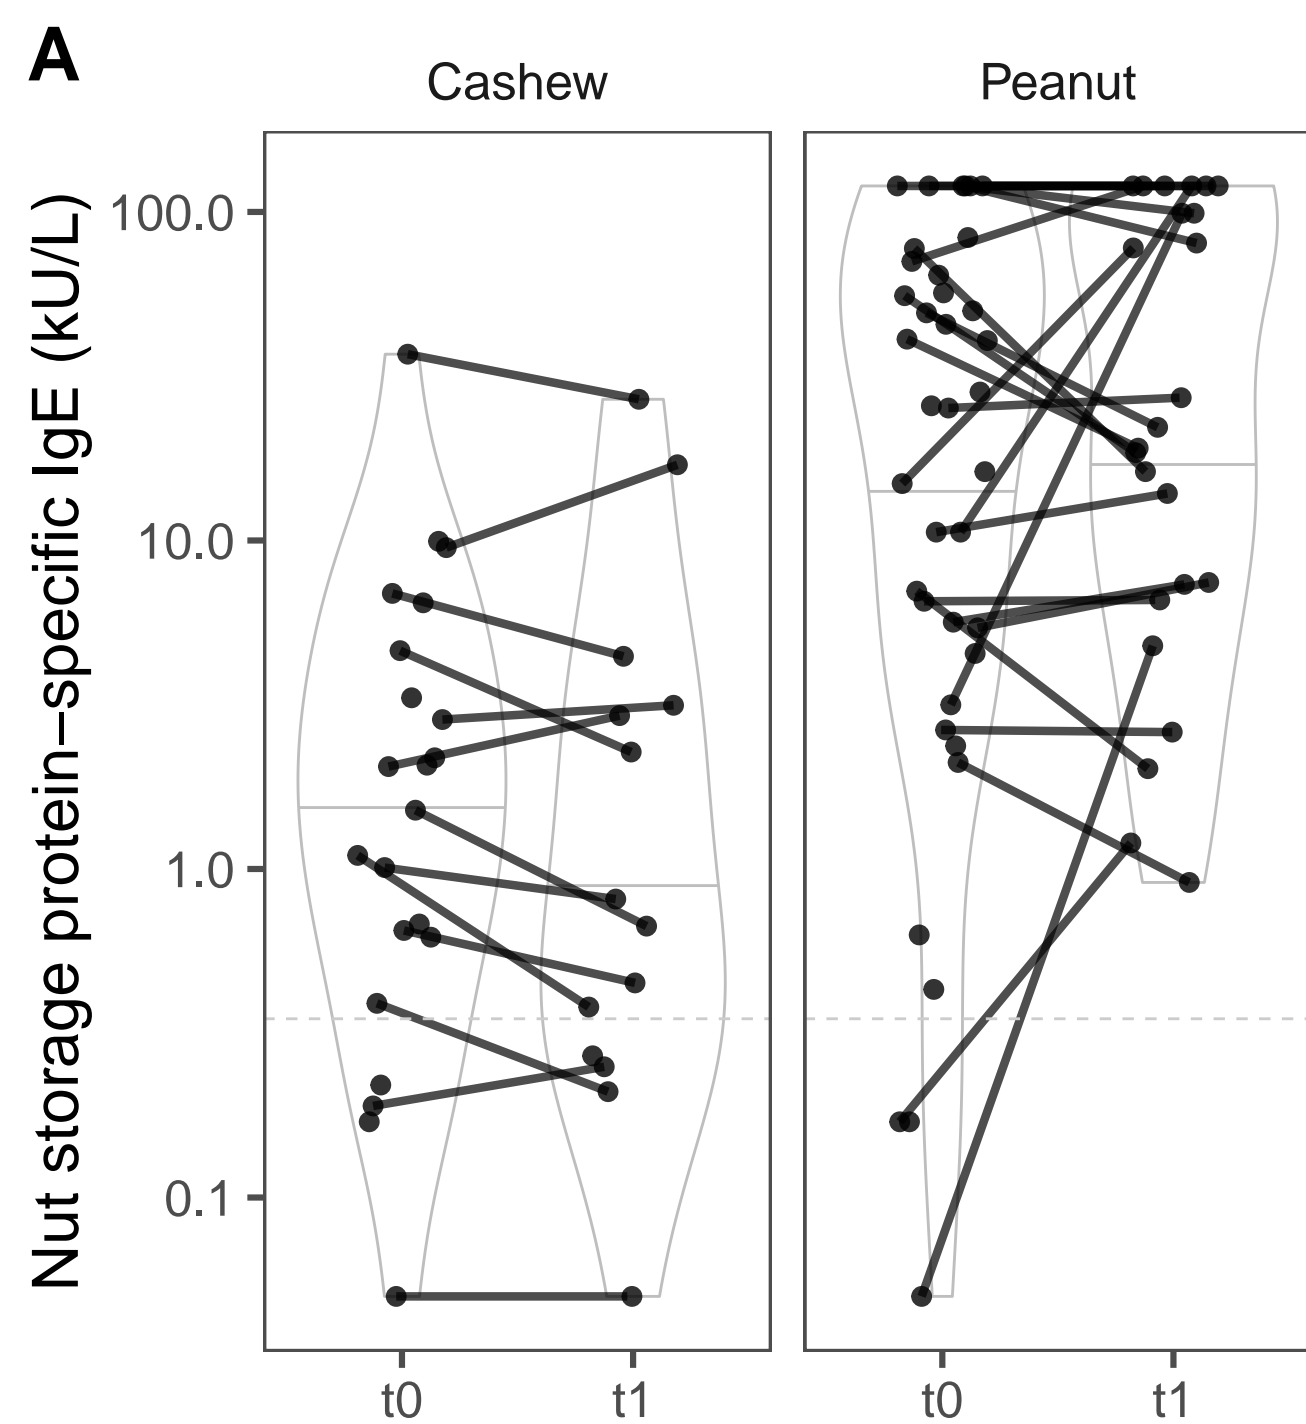 A
Cashew
Peanut
Nut storage protein–specific IgE (kU/L)
100.0
10.0
1.0
0.1
t0
t1
t0
t1